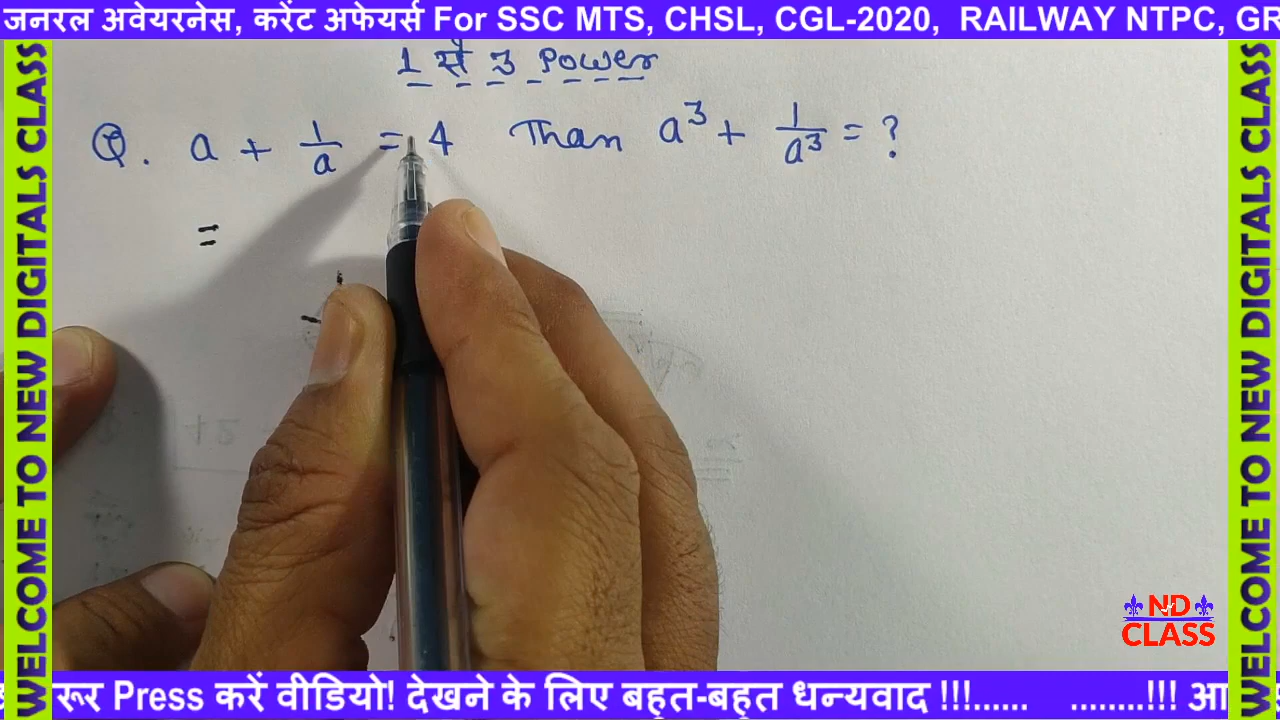 जनरल अवेयरनेस, करेंट अफेयर्स For SSC MTS, CHSL, CGL-2020, RAILWAY NTPC, GR
1 से 3 Power
Q. a + 1/a = 4 Than a³ + 1/a³ = ?
=
WELCOME TO NEW DIGITALS CLASS
WELCOME TO NEW DIGITALS CLASS
ND
CLASS
रूर Press करें वीडियो! देखने के लिए बहुत-बहुत धन्यवाद !!!...... ........!!! आ